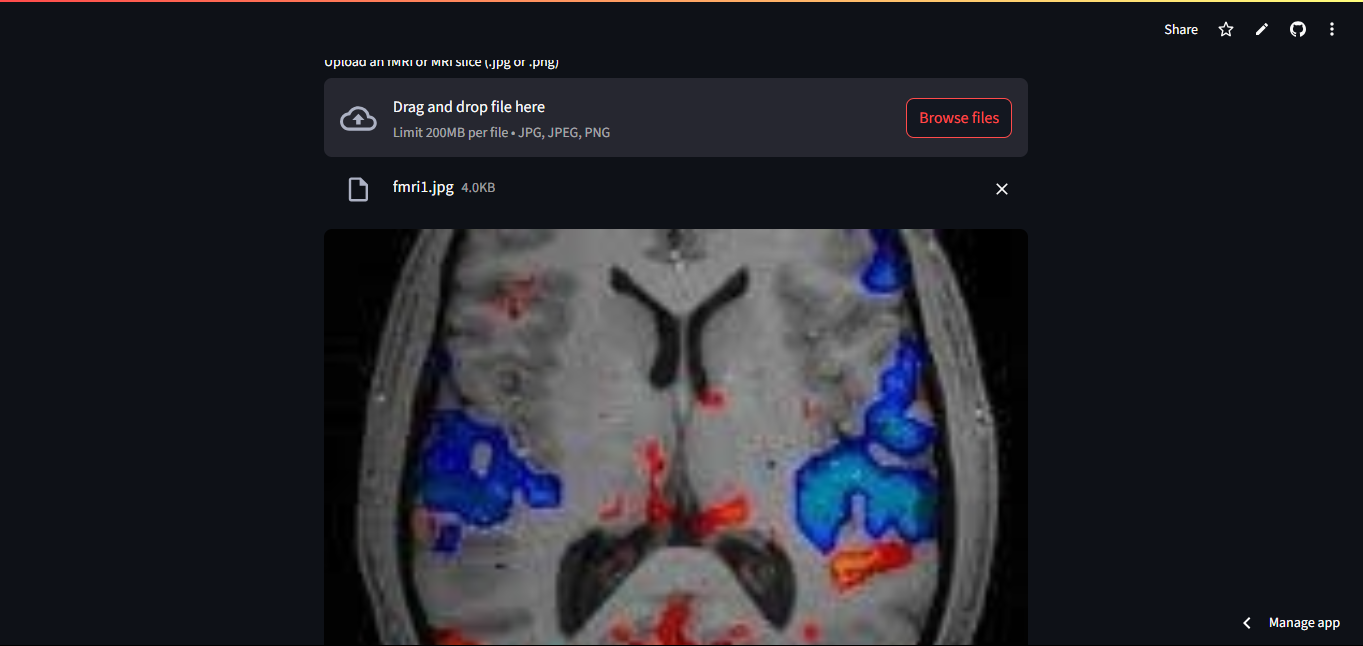 Share
Upload an fMRI or MRI slice (.jpg or .png)
Drag and drop file here
Limit 200MB per file • JPG, JPEG, PNG
Browse files
fmri1.jpg 4.0KB
Manage app